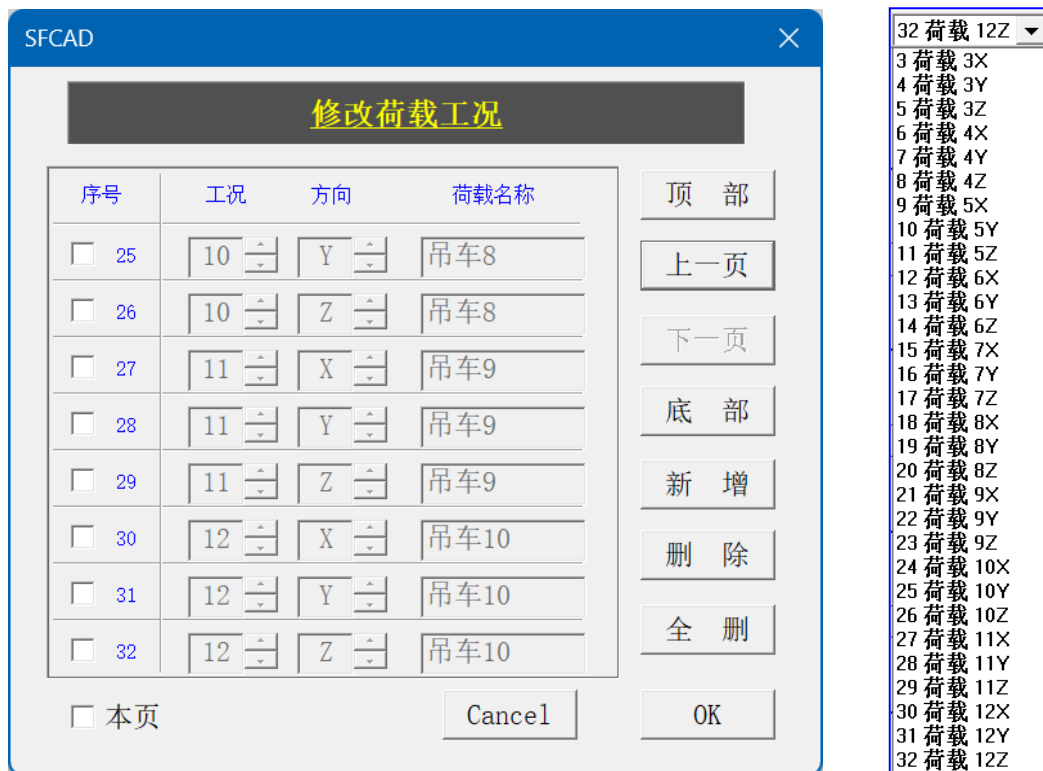 SFCAD
修改荷载工况
序号 工况 方向 荷载名称
25 10 Y 吊车8
26 10 Z 吊车8
27 11 X 吊车9
28 11 Y 吊车9
29 11 Z 吊车9
30 12 X 吊车10
31 12 Y 吊车10
32 12 Z 吊车10
顶 部
上一页
下一页
底 部
新 增
删 除
全 删
本页
Cancel
OK
32 荷载 12Z
3 荷载 3X
4 荷载 3Y
5 荷载 3Z
6 荷载 4X
7 荷载 4Y
8 荷载 4Z
9 荷载 5X
10 荷载 5Y
11 荷载 5Z
12 荷载 6X
13 荷载 6Y
14 荷载 6Z
15 荷载 7X
16 荷载 7Y
17 荷载 7Z
18 荷载 8X
19 荷载 8Y
20 荷载 8Z
21 荷载 9X
22 荷载 9Y
23 荷载 9Z
24 荷载 10X
25 荷载 10Y
26 荷载 10Z
27 荷载 11X
28 荷载 11Y
29 荷载 11Z
30 荷载 12X
31 荷载 12Y
32 荷载 12Z